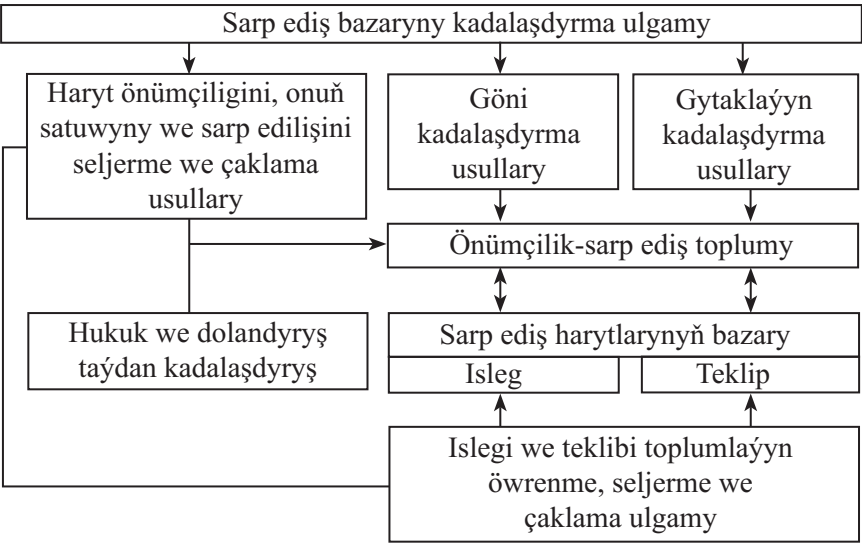 Sarp ediş bazaryny kadalaşdyrma ulgamy
Haryt önümçiligini, onuň
satuwyny we sarp edilişini
seljerme we çaklama
usullary
Göni
kadalaşdyrma
usullary
Gytaklaýyn
kadalaşdyrma
usullary
Önümçilik-sarp ediş toplumy
Hukuk we dolandyryş
taýdan kadalaşdyryş
Sarp ediş harytlarynyň bazary
Isleg
Teklip
Islegi we teklibi toplumlaýyn
öwrenme, seljerme we
çaklama ulgamy